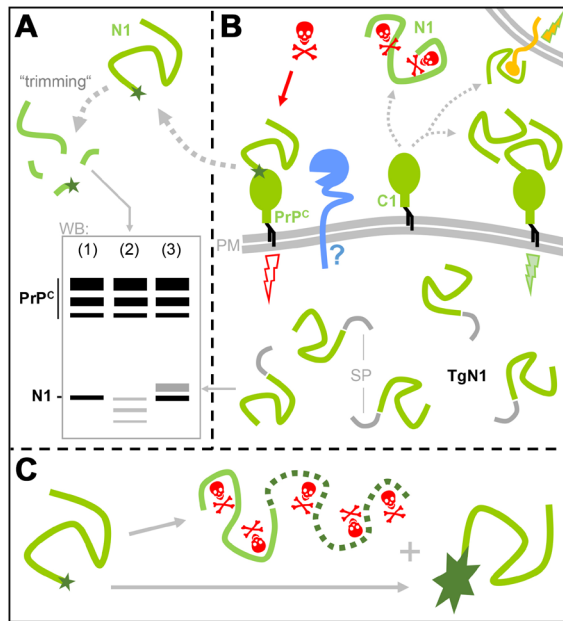 A
N1
"trimming"
WB:
(1) (2) (3)
PrPC
N1
B
N1
C1
PrPC
PM
?
SP
TgN1
C
+